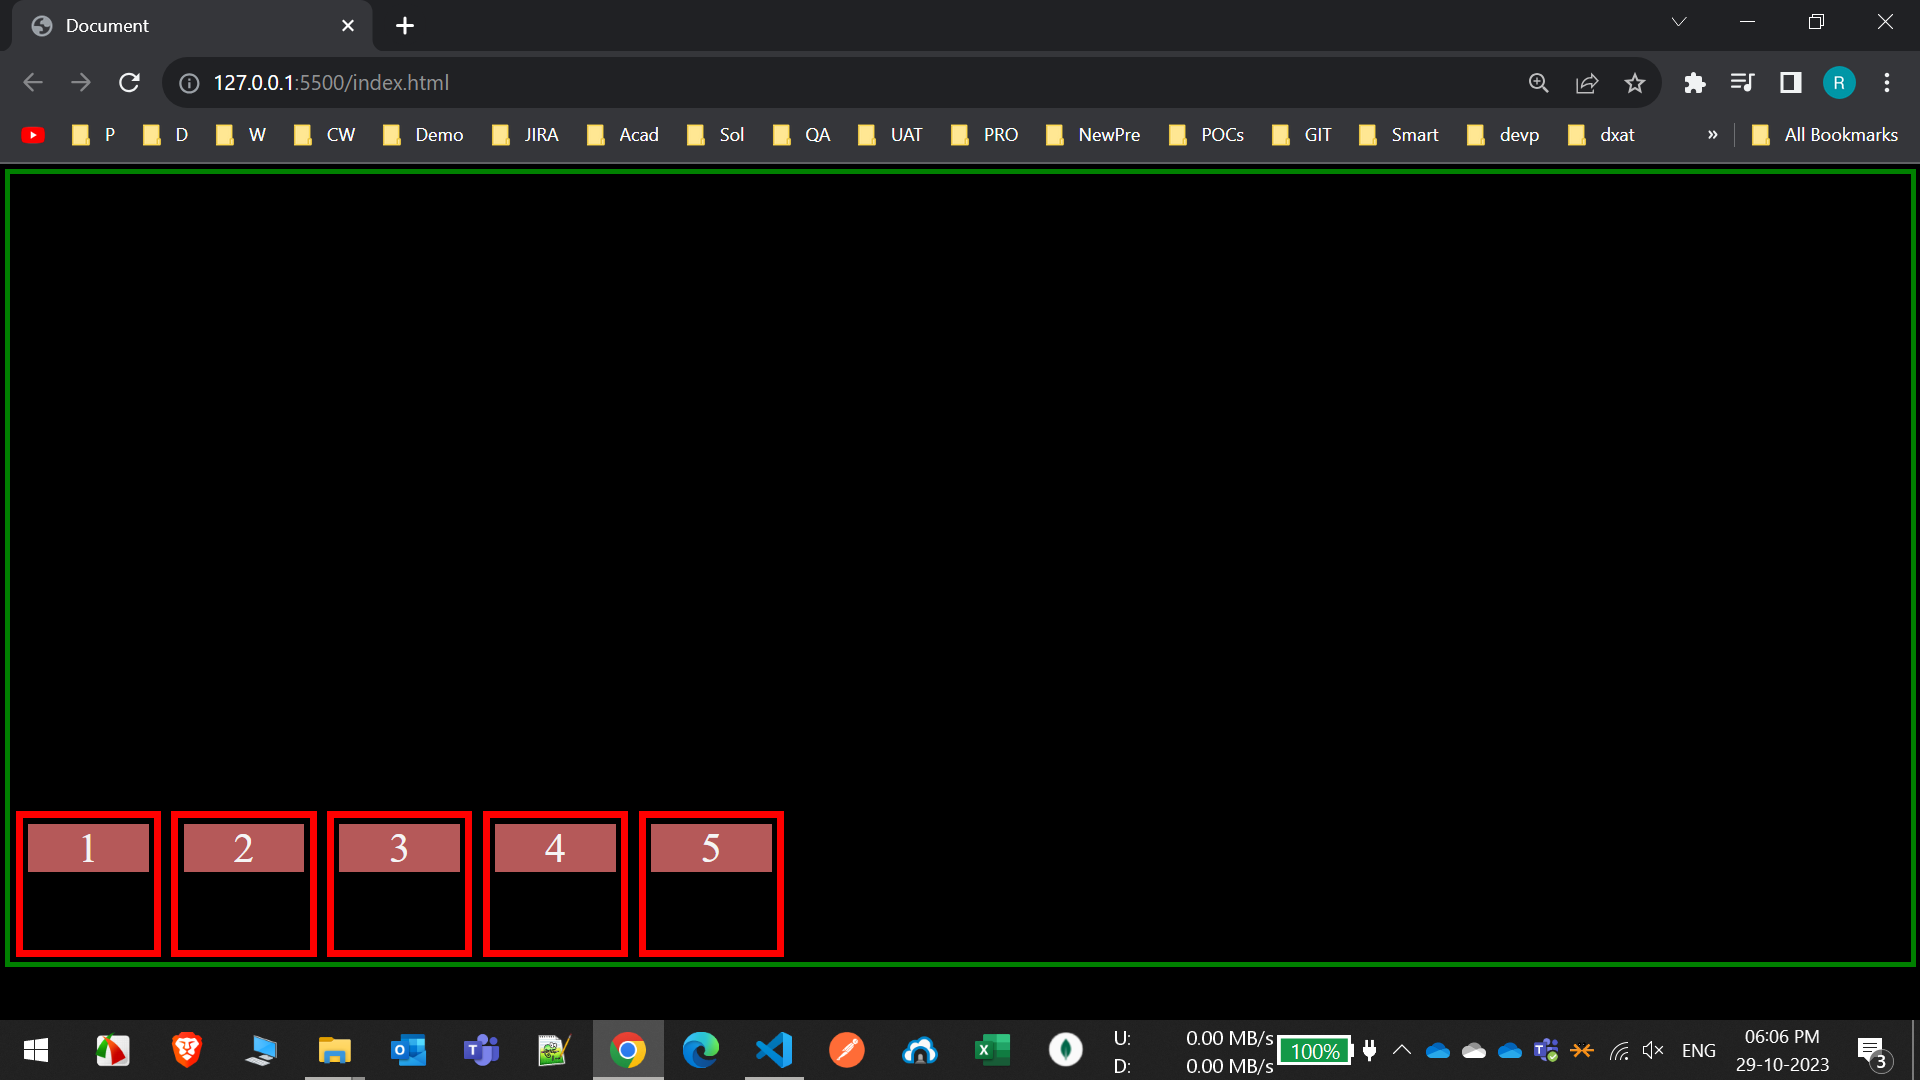 Document
127.0.0.1:5500/index.html
R
P D W CW Demo JIRA Acad Sol QA UAT PRO NewPre POCs GIT Smart devp dxat » All Bookmarks
1 2 3 4 5
U: 0.00 MB/s
D: 0.00 MB/s
100%
ENG
06:06 PM
29-10-2023
3